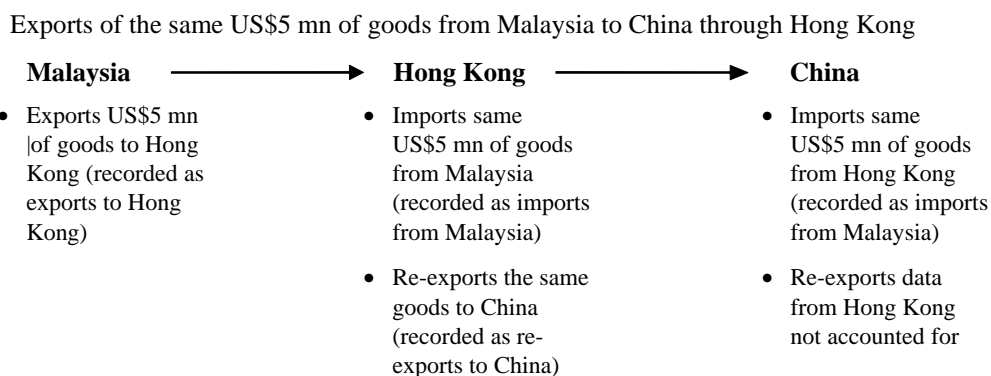 Exports of the same US$5 mn of goods from Malaysia to China through Hong Kong
Malaysia
Hong Kong
China
• Exports US$5 mn
|of goods to Hong
Kong (recorded as
exports to Hong
Kong)
• Imports same
US$5 mn of goods
from Malaysia
(recorded as imports
from Malaysia)
• Re-exports the same
goods to China
(recorded as re-
exports to China)
• Imports same
US$5 mn of goods
from Hong Kong
(recorded as imports
from Malaysia)
• Re-exports data
from Hong Kong
not accounted for